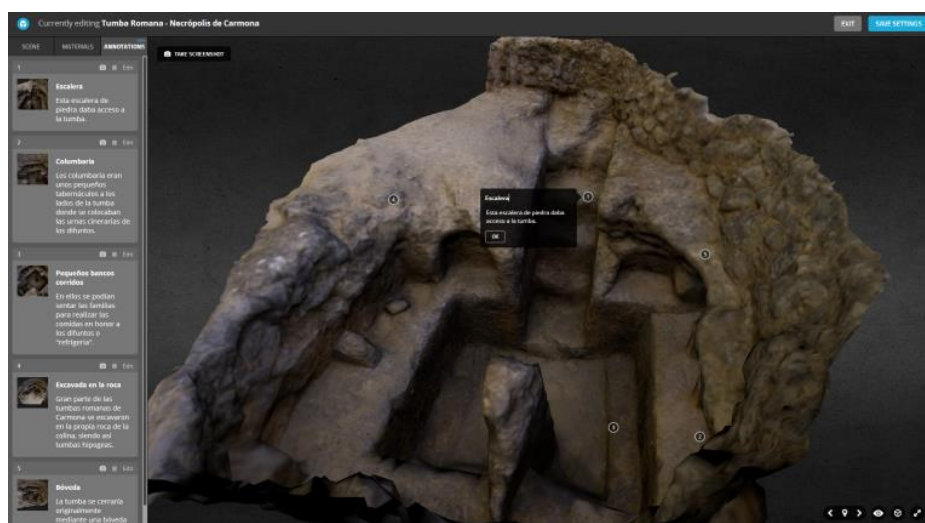 Currently editing Tumba Romana - Necrópolis de Carmona
EXIT
SAVE SETTINGS
SCENE
MATERIALS
ANNOTATIONS
TAKE SCREENSHOT
1
Edit
Escalera
Esta escalera de
piedra daba acceso a
la tumba.
2
Edit
Columbaria
Los columbaria eran
unos pequeños
tabernáculos a los
lados de la tumba
donde se colocaban
las urnas cinerarias de
los difuntos.
3
Edit
Pequeños bancos
corridos
En ellos se podían
sentar las familias
para realizar las
comidas en honor a
los difuntos o
"refrigeria".
4
Edit
Excavada en la roca
Gran parte de las
tumbas romanas de
Carmona se excavaron
en la propia roca de la
colina, siendo así
tumbas hipogeas.
5
Edit
Bóveda
La tumba se cerraría
originalmente
mediante una bóveda
Escalera
Esta escalera de piedra daba
acceso a la tumba.
OK
1
4
5
3
2